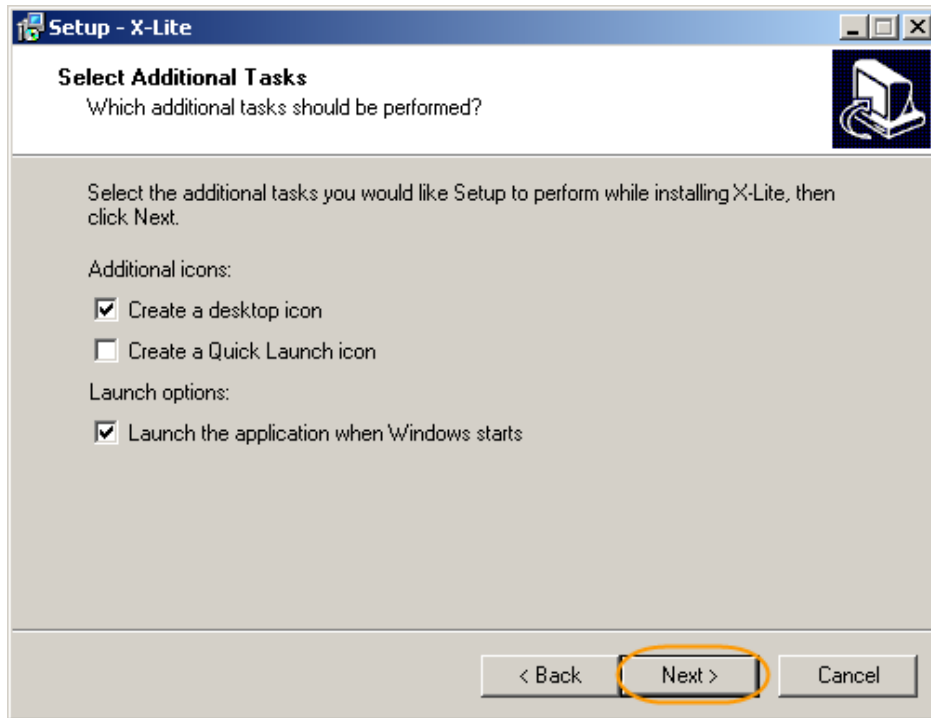 Setup - X-Lite
Select Additional Tasks
Which additional tasks should be performed?
Select the additional tasks you would like Setup to perform while installing X-Lite, then
click Next.
Additional icons:
Create a desktop icon
Create a Quick Launch icon
Launch options:
Launch the application when Windows starts
< Back Next > Cancel